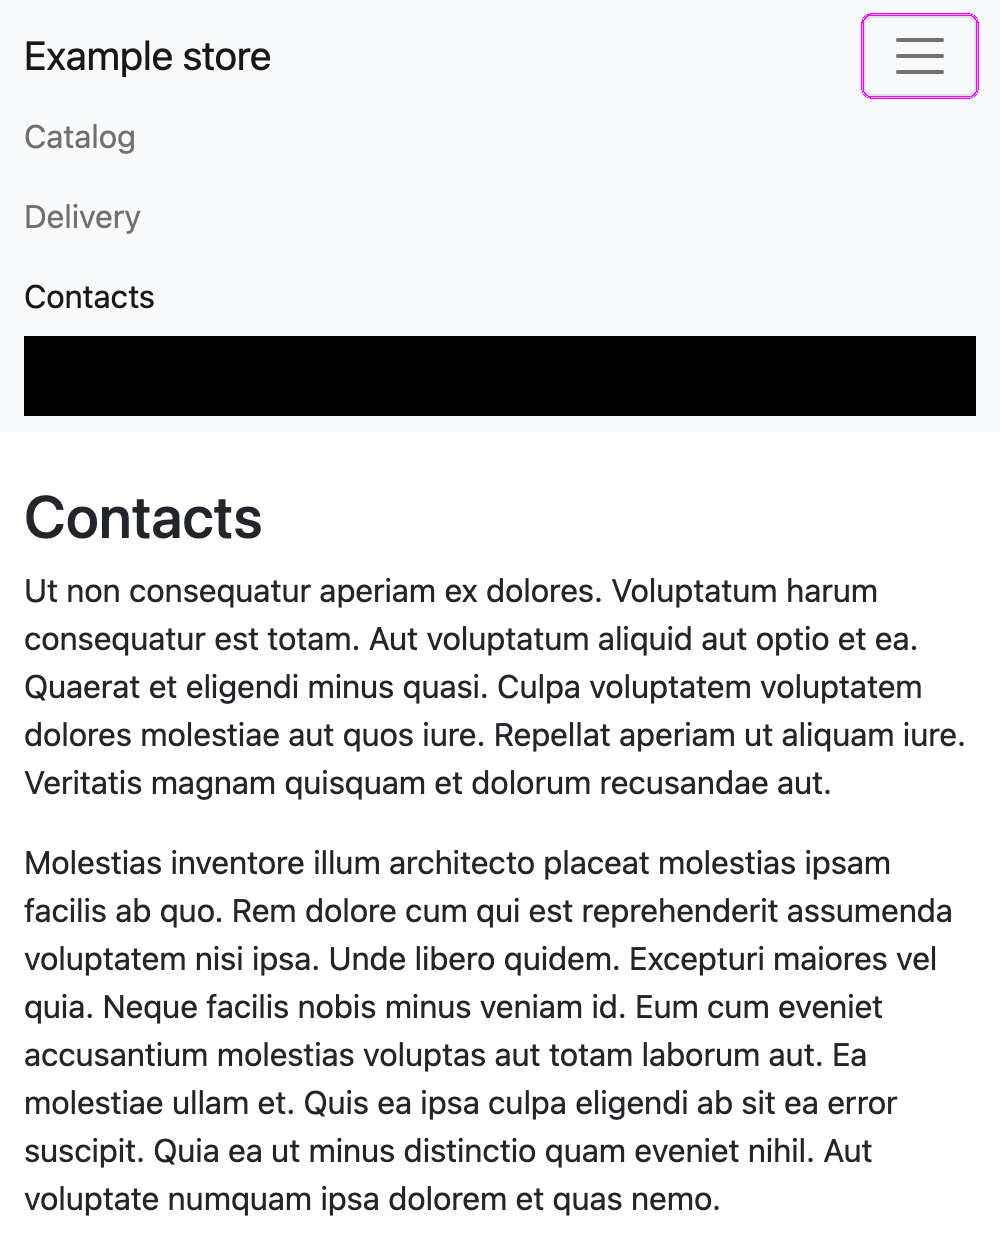 Example store
Catalog
Delivery
Contacts
Contacts
Ut non consequatur aperiam ex dolores. Voluptatum harum
consequatur est totam. Aut voluptatum aliquid aut optio et ea.
Quaerat et eligendi minus quasi. Culpa voluptatem voluptatem
dolores molestiae aut quos iure. Repellat aperiam ut aliquam iure.
Veritatis magnam quisquam et dolorum recusandae aut.
Molestias inventore illum architecto placeat molestias ipsam
facilis ab quo. Rem dolore cum qui est reprehenderit assumenda
voluptatem nisi ipsa. Unde libero quidem. Excepturi maiores vel
quia. Neque facilis nobis minus veniam id. Eum cum eveniet
accusantium molestias voluptas aut totam laborum aut. Ea
molestiae ullam et. Quis ea ipsa culpa eligendi ab sit ea error
suscipit. Quia ea ut minus distinctio quam eveniet nihil. Aut
voluptate numquam ipsa dolorem et quas nemo.